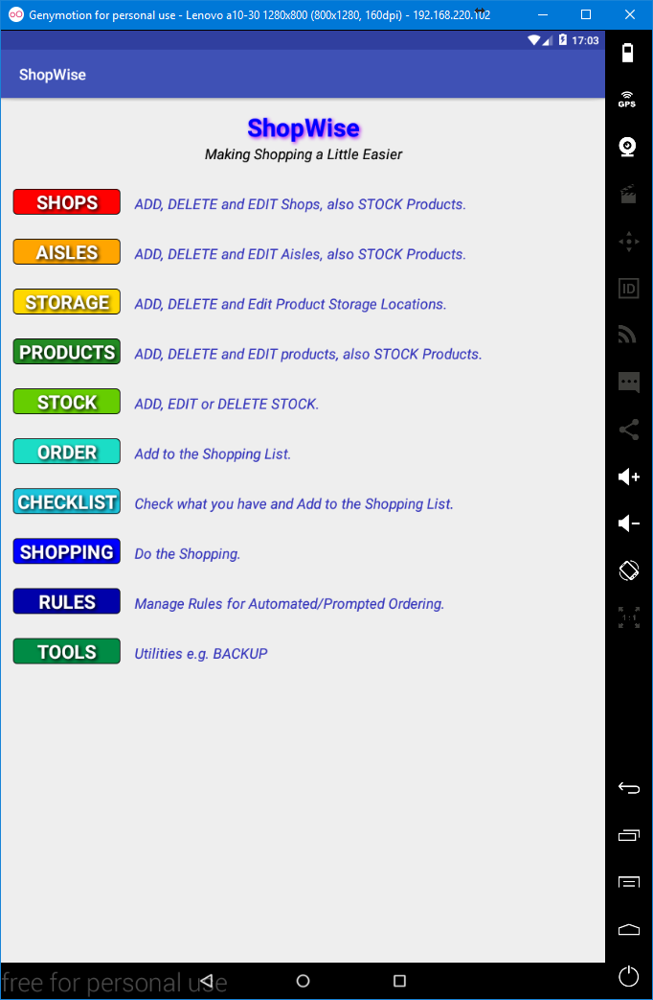 Genymotion for personal use - Lenovo a10-30 1280x800 (800x1280, 160dpi) - 192.168.220.102
17:03
GPS
ShopWise
ShopWise
Making Shopping a Little Easier
SHOPS ADD, DELETE and EDIT Shops, also STOCK Products.
AISLES ADD, DELETE and EDIT Aisles, also STOCK Products.
STORAGE ADD, DELETE and Edit Product Storage Locations.
ID
PRODUCTS ADD, DELETE and EDIT products, also STOCK Products.
STOCK ADD, EDIT or DELETE STOCK.
ORDER Add to the Shopping List.
CHECKLIST Check what you have and Add to the Shopping List.
SHOPPING Do the Shopping.
RULES Manage Rules for Automated/Prompted Ordering.
1:1
TOOLS Utilities e.g. BACKUP
free for personal use